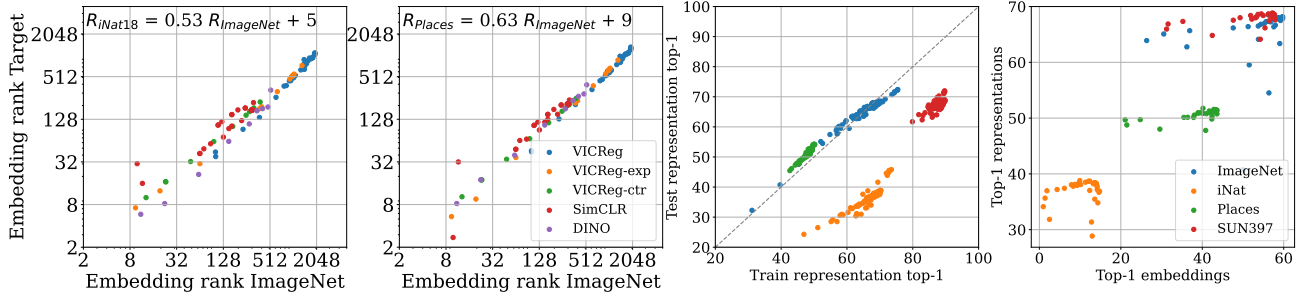 R_iNat18 = 0.53 R_ImageNet + 5
Embedding rank Target
2048
512
128
32
8
2
2 8 32 128 512 2048
Embedding rank ImageNet
R_Places = 0.63 R_ImageNet + 9
2048
512
128
32
8
2
VICReg
VICReg-exp
VICReg-ctr
SimCLR
DINO
2 8 32 128 512 2048
Embedding rank ImageNet
Test representation top-1
100
90
80
70
60
50
40
30
20
20 40 60 80 100
Train representation top-1
Top-1 representations
70
60
50
40
30
ImageNet
iNat
Places
SUN397
0 20 40 60
Top-1 embeddings